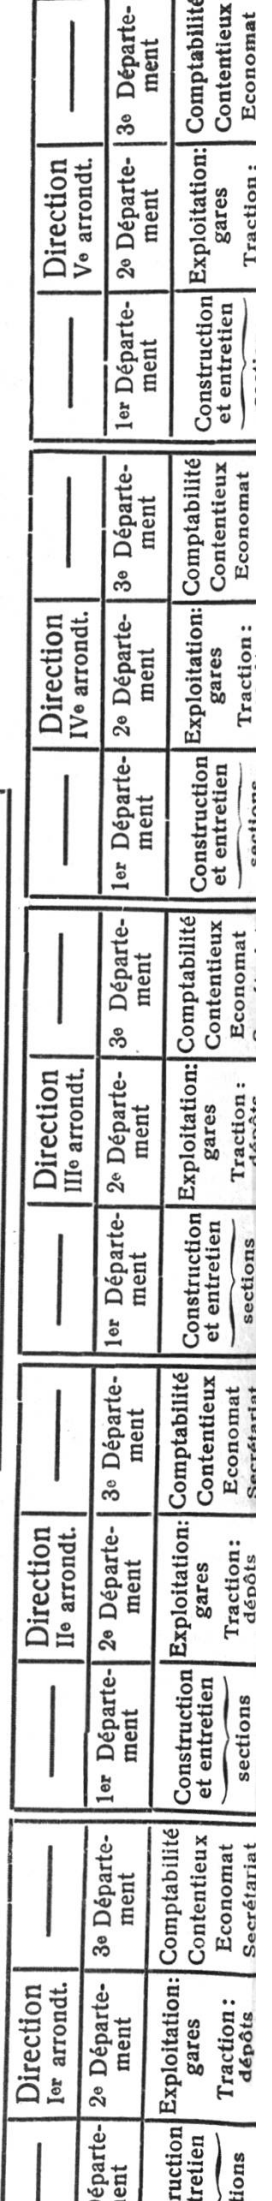 Direction
Ier arrondt.
2e Départe-
ment
3e Départe-
ment
Exploitation:
gares
Traction:
dépôts
Comptabilité
Contentieux
Economat
Secrétariat
Direction
IIe arrondt.
1er Départe-
ment
2e Départe-
ment
3e Départe-
ment
Construction
et entretien
sections
Exploitation:
gares
Traction:
dépôts
Comptabilité
Contentieux
Economat
Secrétariat
Direction
IIIe arrondt.
1er Départe-
ment
2e Départe-
ment
3e Départe-
ment
Construction
et entretien
sections
Exploitation:
gares
Traction:
dépôts
Comptabilité
Contentieux
Economat
Direction
IVe arrondt.
1er Départe-
ment
2e Départe-
ment
3e Départe-
ment
Construction
et entretien
sections
Exploitation:
gares
Traction:
Comptabilité
Contentieux
Economat
Direction
Ve arrondt.
1er Départe-
ment
2e Départe-
ment
3e Départe-
ment
Construction
et entretien
Exploitation:
gares
Traction:
Comptabilité
Contentieux
Economat